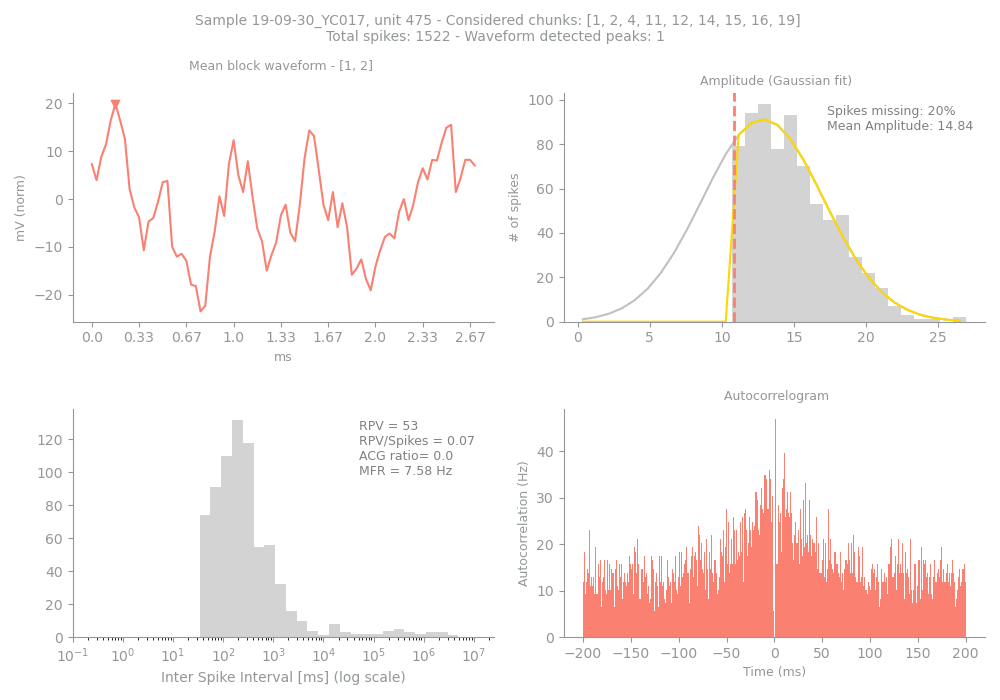 Sample 19-09-30_YC017, unit 475 - Considered chunks: [1, 2, 4, 11, 12, 14, 15, 16, 19]
Total spikes: 1522 - Waveform detected peaks: 1
Mean block waveform - [1, 2]
mV (norm)
20
10
0
−10
−20
0.0 0.33 0.67 1.0 1.33 1.67 2.0 2.33 2.67
ms
Amplitude (Gaussian fit)
Spikes missing: 20%
Mean Amplitude: 14.84
# of spikes
100
80
60
40
20
0
0 5 10 15 20 25
RPV = 53
RPV/Spikes = 0.07
ACG ratio= 0.0
MFR = 7.58 Hz
120
100
80
60
40
20
0
10⁻¹ 10⁰ 10¹ 10² 10³ 10⁴ 10⁵ 10⁶ 10⁷
Inter Spike Interval [ms] (log scale)
Autocorrelogram
Autocorrelation (Hz)
40
30
20
10
0
−200 −150 −100 −50 0 50 100 150 200
Time (ms)